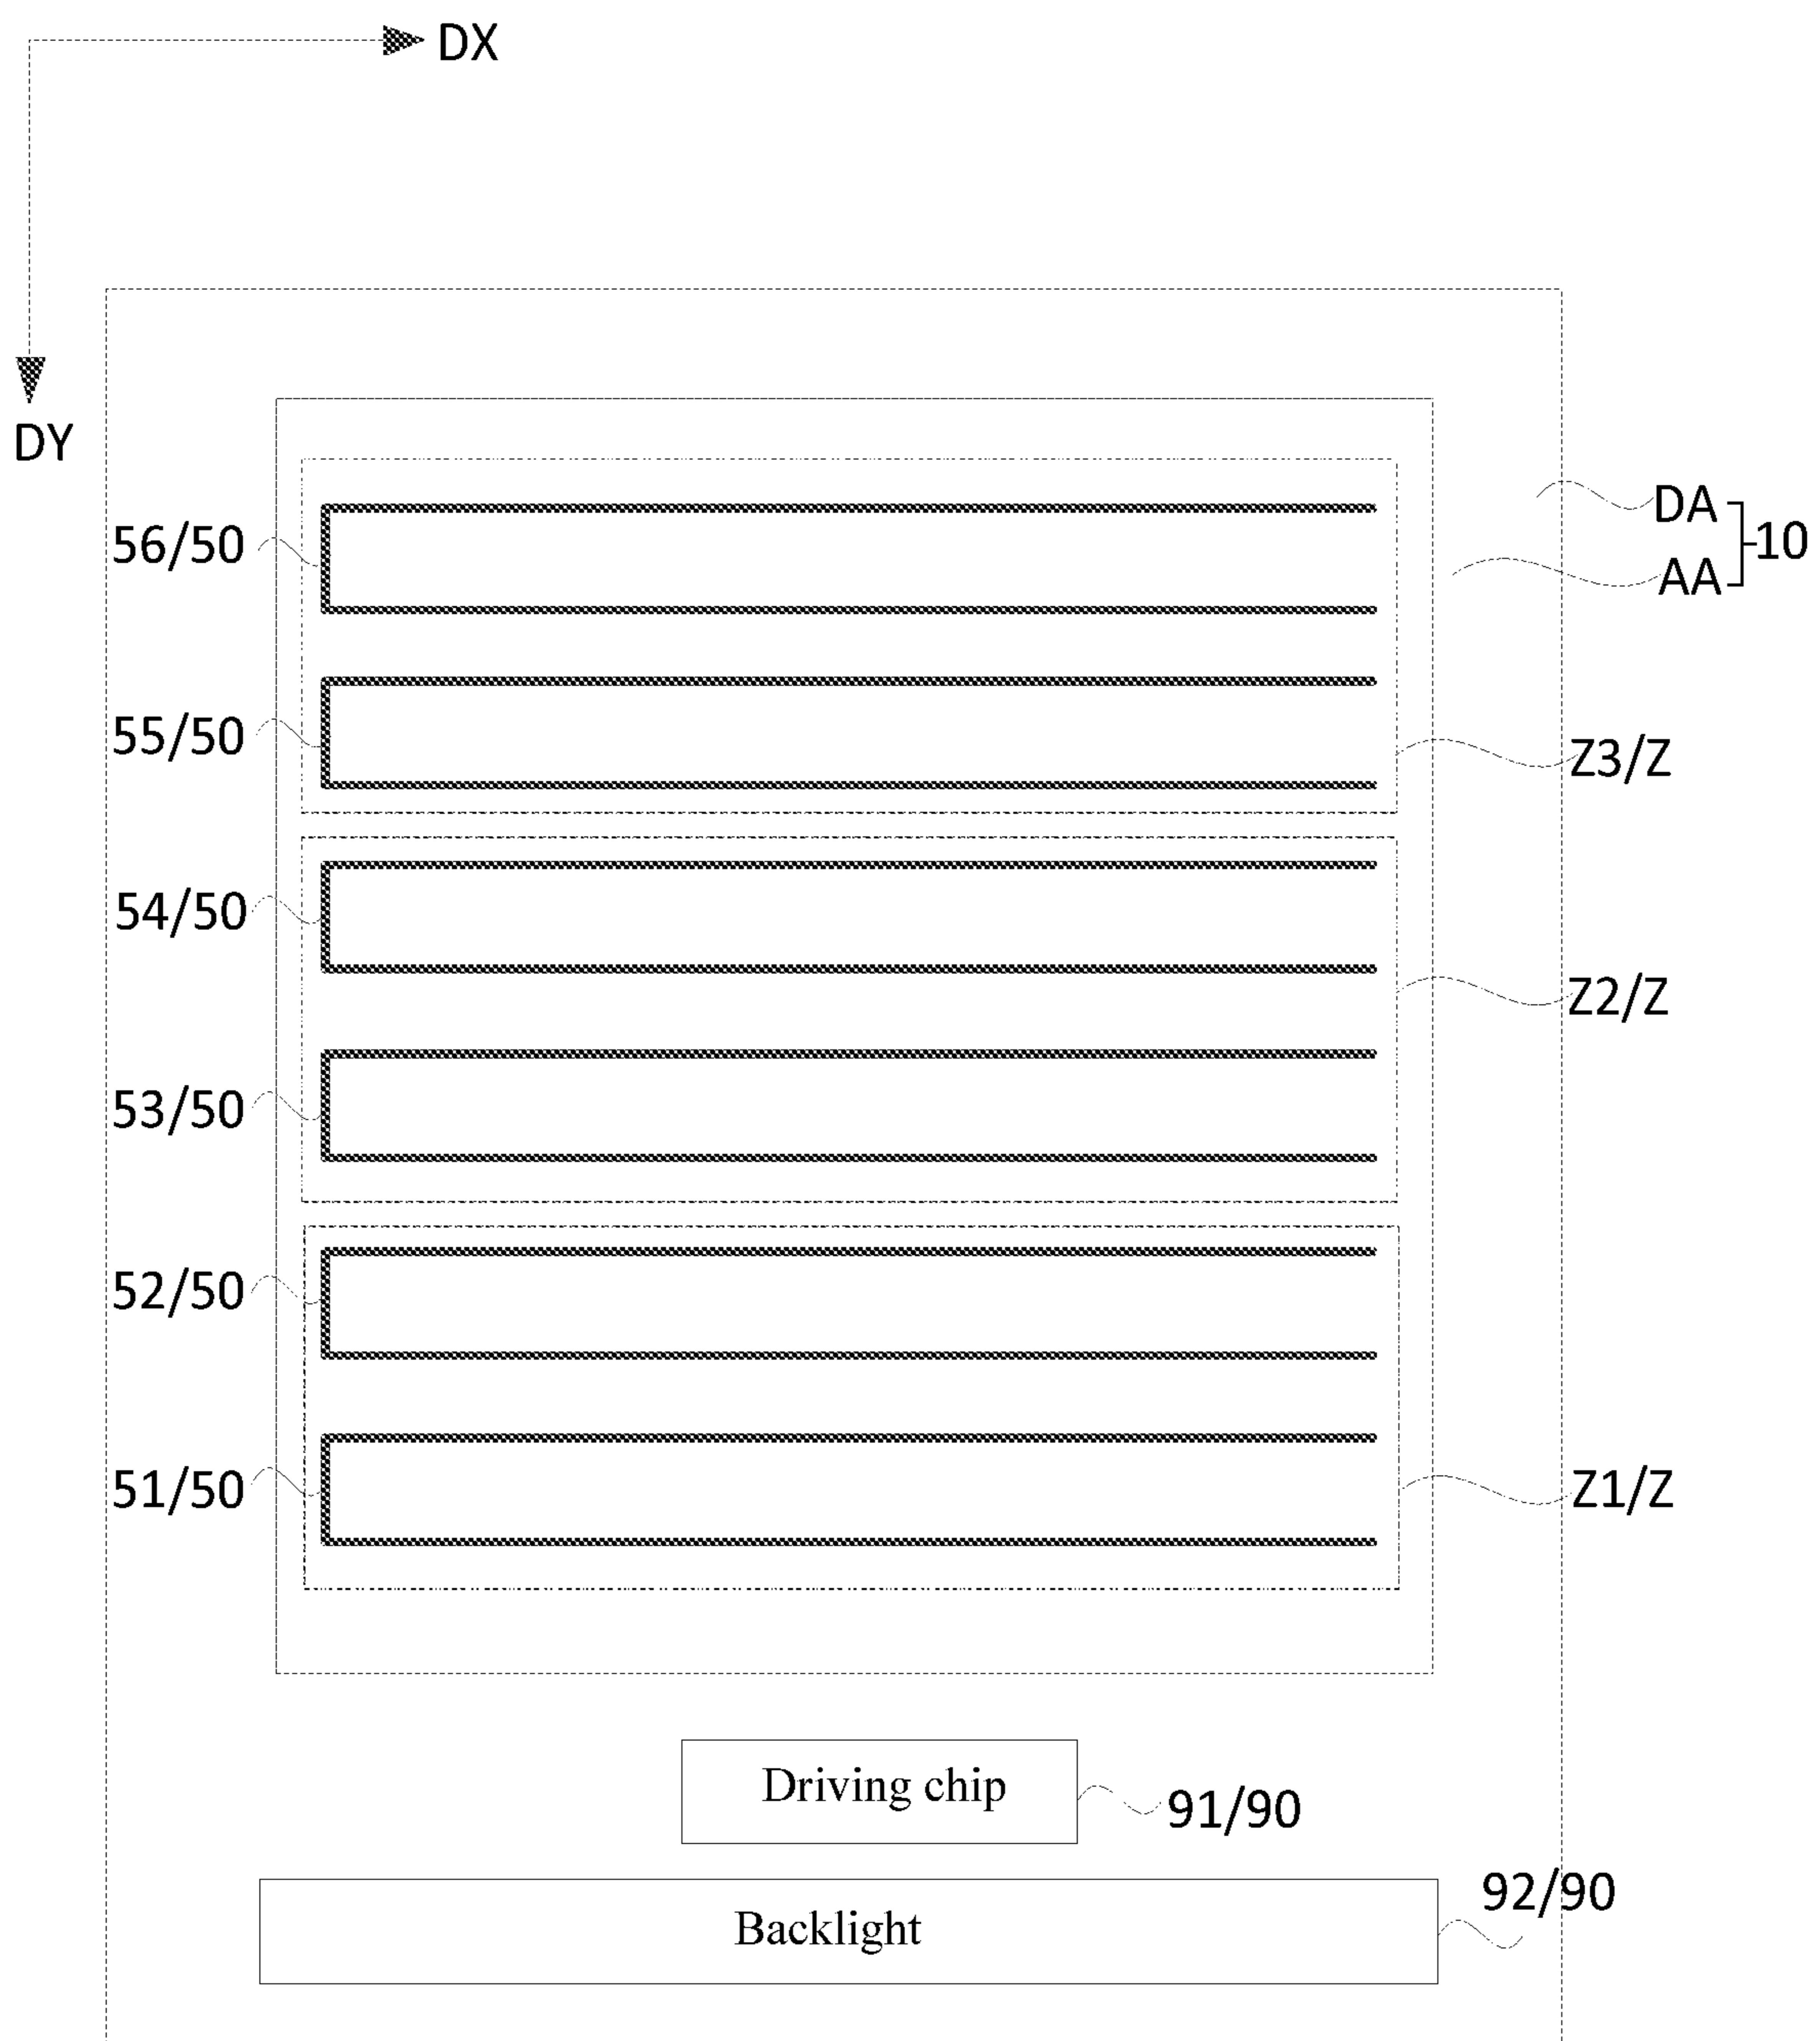 DX
DY
DA
10
AA
56/50
55/50
Z3/Z
54/50
Z2/Z
53/50
52/50
51/50
Z1/Z
Driving chip
91/90
92/90
Backlight